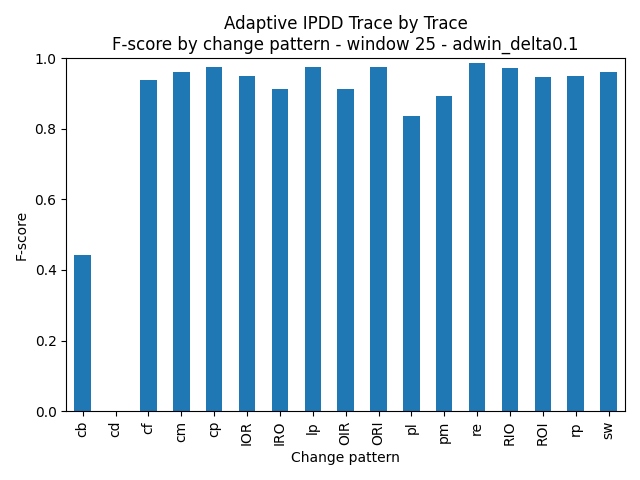 Adaptive IPDD Trace by Trace
F-score by change pattern - window 25 - adwin_delta0.1
1.0
0.8
0.6
0.4
0.2
0.0
F-score
cb
cd
cf
cm
cp
IOR
IRO
lp
OIR
ORI
pl
pm
re
RIO
ROI
rp
sw
Change pattern